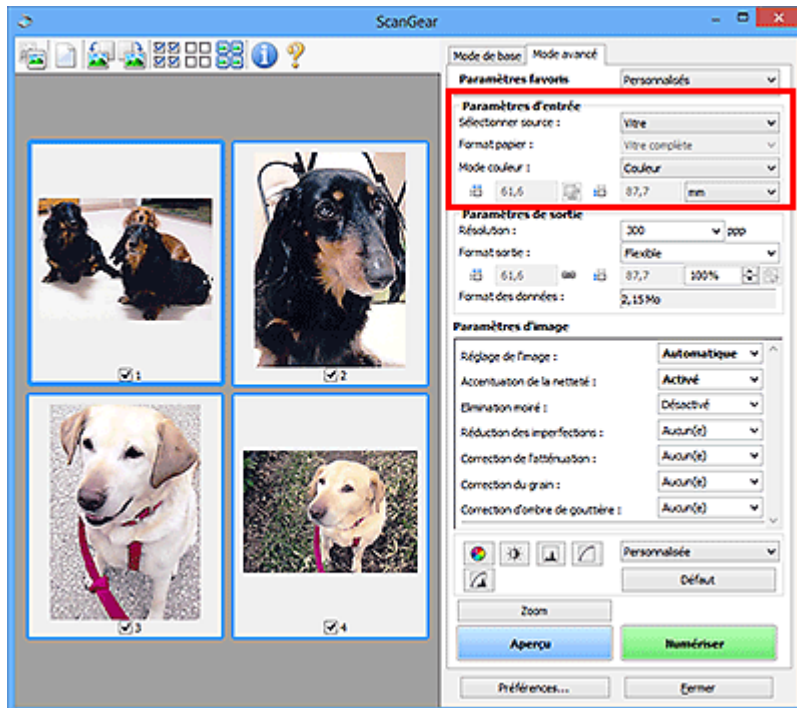 ScanGear
Mode de base Mode avancé
Paramètres favoris Personnalisés
Paramètres d'entrée
Sélectionner source : Vitre
Format papier : Vitre complète
Mode couleur : Couleur
61,6 87,7 mm
Paramètres de sortie
Résolution : 300 ppp
Format sortie : Flexible
61,6 87,7 100%
Format des données : 2,15 Mo
Paramètres d'image
Réglage de l'image : Automatique
Accentuation de la netteté : Activé
Elimination moiré : Désactivé
Réduction des imperfections : Aucun(e)
Correction de l'atténuation : Aucun(e)
Correction du grain : Aucun(e)
Correction d'ombre de gouttière : Aucun(e)
Personnalisée
Défaut
Zoom
Aperçu Numériser
Préférences... Fermer
1
2
3
4